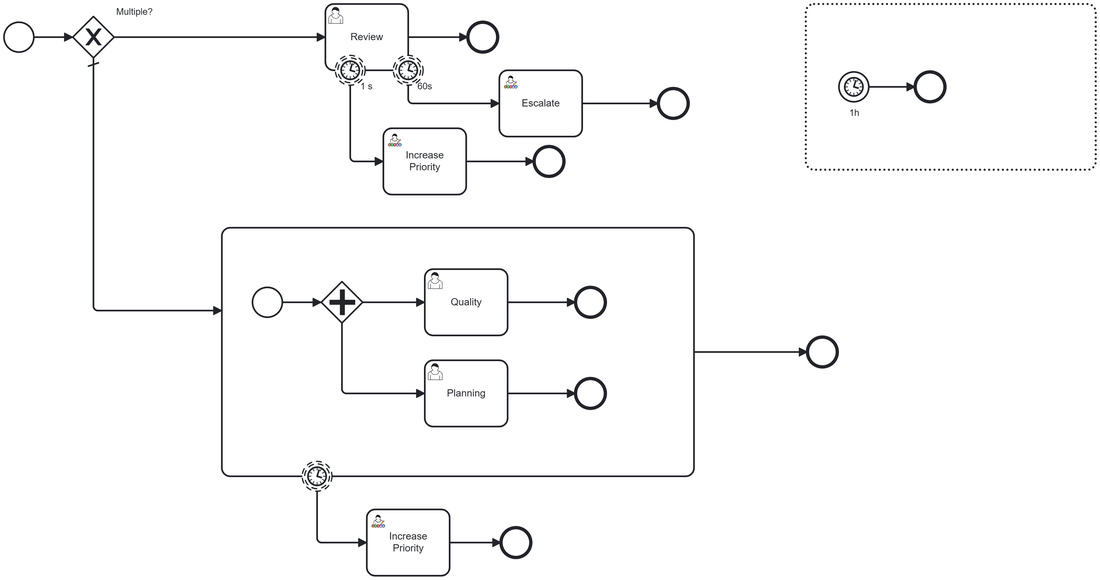 Multiple?
Review
1 s
60s
Escalate
Increase
Priority
1h
Quality
Planning
Increase
Priority